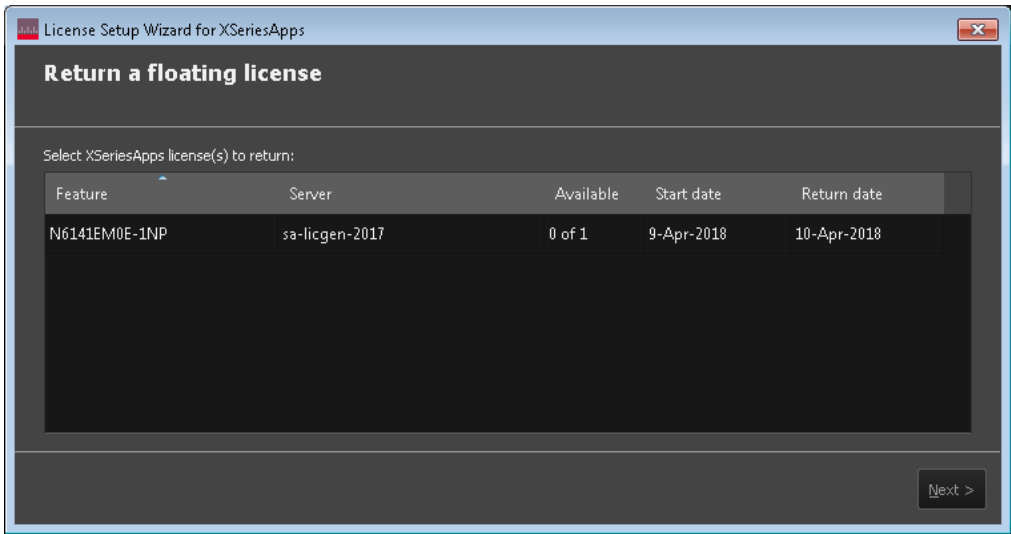 License Setup Wizard for XSeriesApps
Return a floating license
Select XSeriesApps license(s) to return:
Feature Server Available Start date Return date
N6141EM0E-1NP sa-licgen-2017 0 of 1 9-Apr-2018 10-Apr-2018
Next >